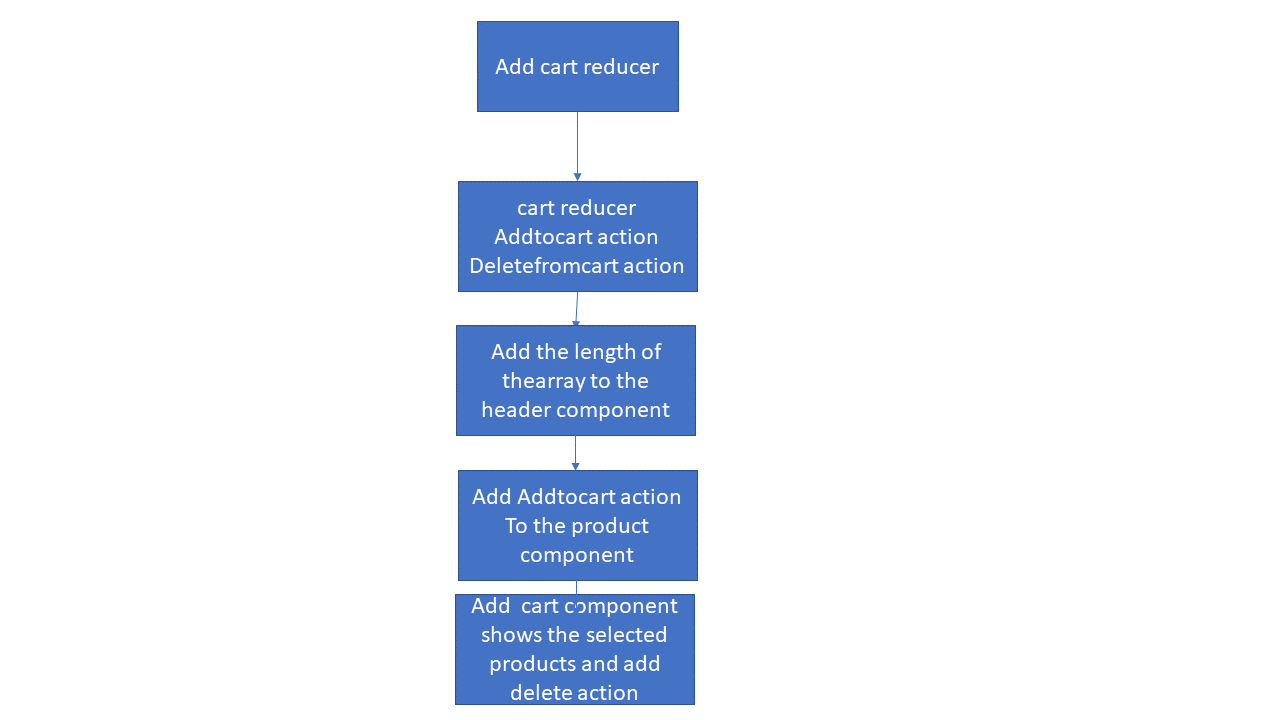 Add cart reducer
cart reducer
Addtocart action
Deletefromcart action
Add the length of
thearray to the
header component
Add Addtocart action
To the product
component
Add  cart component
shows the selected
products and add
delete action